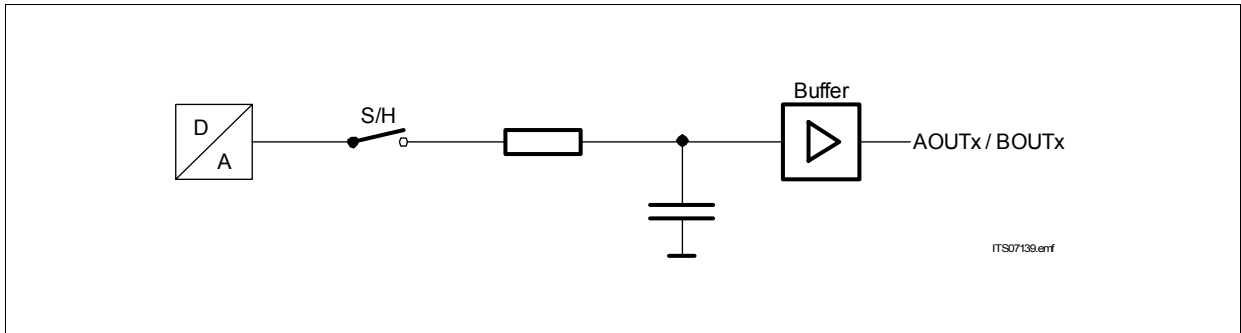 Buffer
S/H
D
A
AOUTx / BOUTx
ITS07139.emf